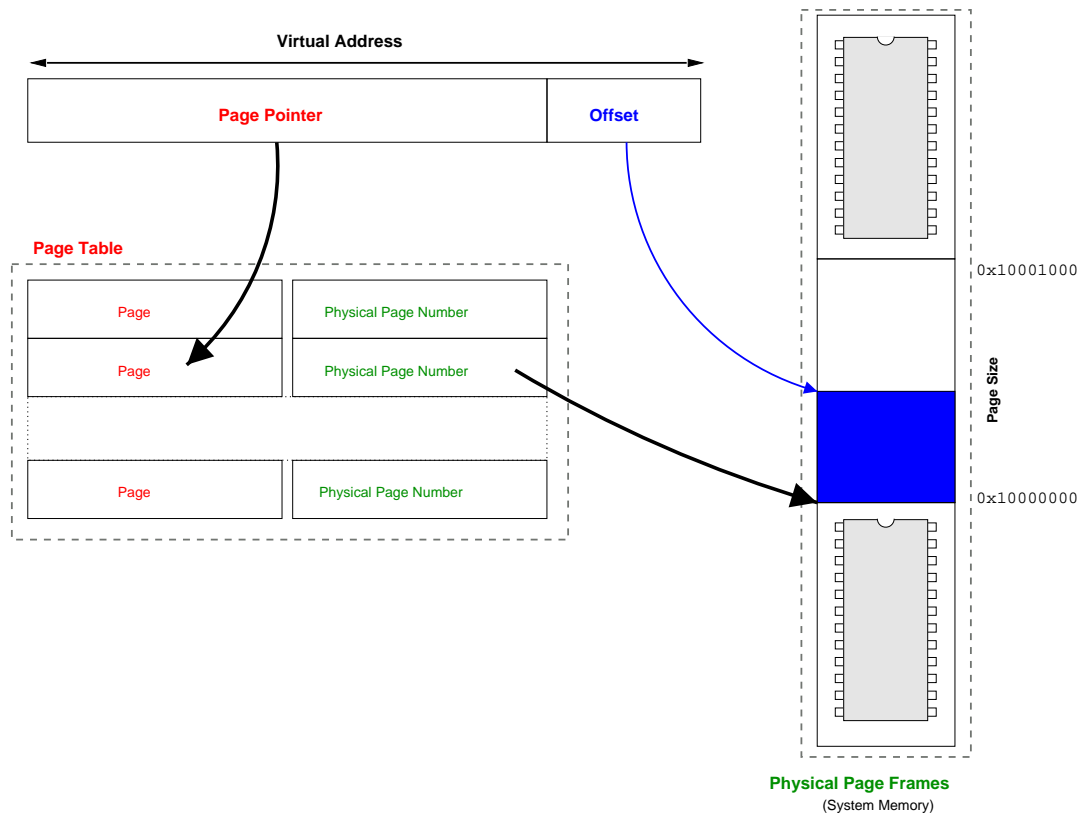 Virtual Address
Page Pointer
Offset
Page Table
Page
Physical Page Number
Page
Physical Page Number
Page
Physical Page Number
0x10001000
Page Size
0x10000000
Physical Page Frames
(System Memory)